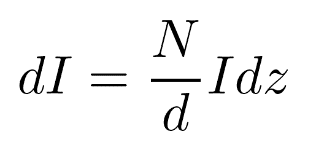 dI = \frac{N}{d} I dz